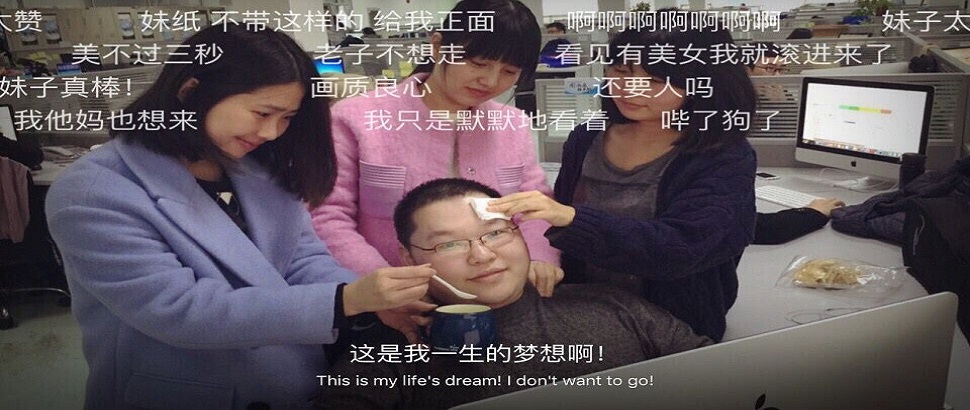 大赞 妹纸 不带这样的 给我正面 啊啊啊啊啊啊啊 妹子太
美不过三秒 老子不想走 看见有美女我就滚进来了
妹子真棒! 画质良心 还要人吗
我他妈也想来 我只是默默地看着 哔了狗了
这是我一生的梦想啊!
This is my life's dream! I don't want to go!